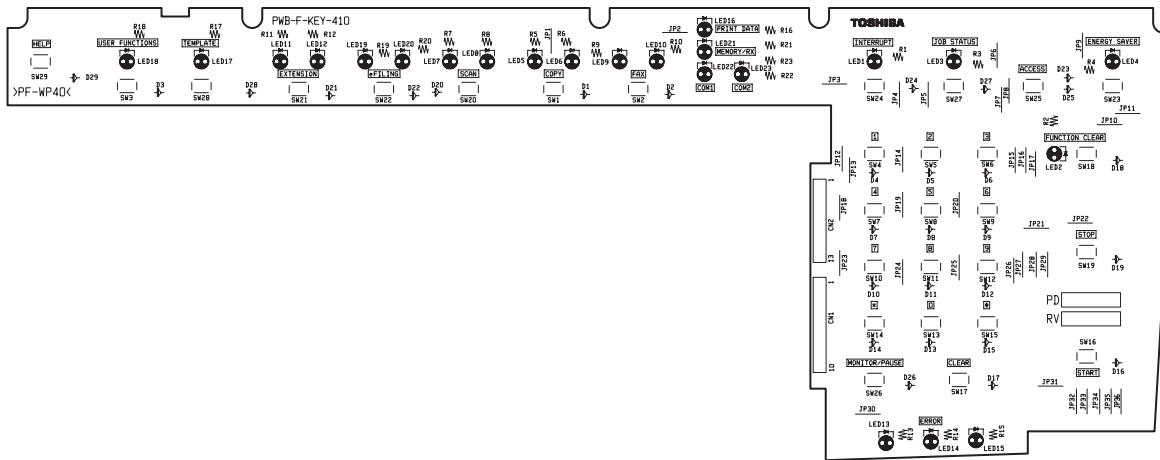 PWB-F-KEY-410
TOSHIBA
HELP
SW29
D29
>PF-WP40<
R18
USER FUNCTIONS
LED18
SW3
D3
R17
TEMPLATE
LED17
SW28
D28
R11
R12
LED11
LED12
EXTENSION
SW21
D21
LED19
LED20
R19
R20
eFILING
SW22
D22
D20
R7
R8
LED7
LED8
SCAN
SW20
R5
JP1
R6
LED5
LED6
COPY
SW1
D1
R9
LED9
LED10
R10
FAX
SW2
D2
JP2
LED16
PRINT DATA
R16
LED21
MEMORY/RX
R21
LED22
LED23
R23
R22
COM1
COM2
INTERRUPT
R1
LED1
JP3
SW24
D24
JP4
JP5
JOB STATUS
R3
LED3
JP6
SW27
D27
JP7
JP8
ACCESS
SW25
JP9
D23
D25
ENERGY SAVER
R4
LED4
SW23
JP11
JP10
R2
FUNCTION CLEAR
LED2
SW18
D18
JP12
JP13
JP14
JP15
JP16
JP17
1
2
3
SW4
SW5
SW6
D4
D5
D6
1
CN2
13
JP18
JP19
JP20
4
5
6
SW7
SW8
SW9
D7
D8
D9
JP21
JP22
STOP
SW19
D19
JP23
JP24
JP25
JP26
JP27
JP28
JP29
7
8
9
SW10
SW11
SW12
D10
D11
D12
1
CN1
10
*
0
#
SW14
SW13
SW15
D14
D13
D15
PD
RV
SW16
START
D16
MONITOR/PAUSE
SW26
D26
CLEAR
SW17
D17
JP31
JP32
JP33
JP34
JP35
JP36
JP30
LED13
R13
ERROR
LED14
R14
LED15
R15